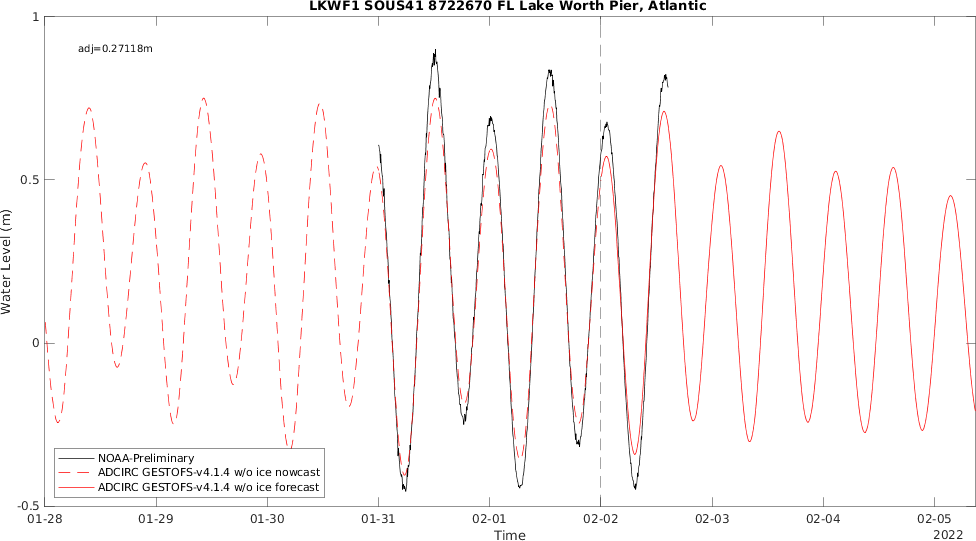 LKWF1 SOUS41 8722670 FL Lake Worth Pier, Atlantic
1
adj=0.27118m
0.5
Water Level (m)
0
NOAA-Preliminary
ADCIRC GESTOFS-v4.1.4 w/o ice nowcast
ADCIRC GESTOFS-v4.1.4 w/o ice forecast
-0.5
01-28 01-29 01-30 01-31 02-01 02-02 02-03 02-04 02-05
Time
2022